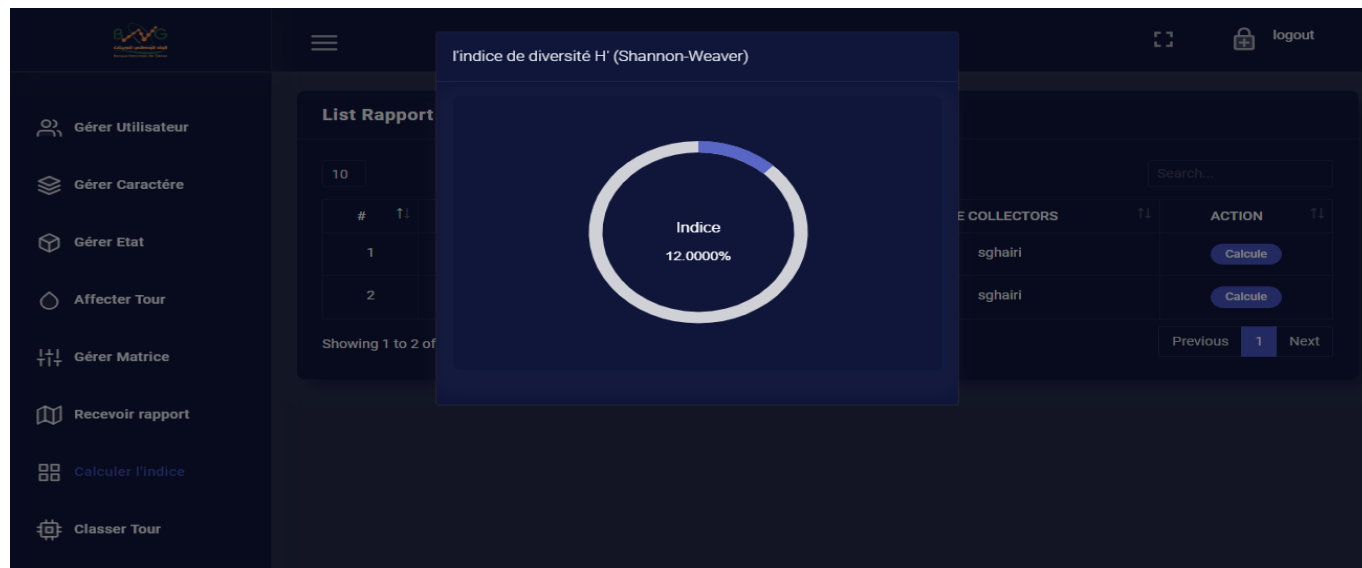 BNG
logout
l'indice de diversité H' (Shannon-Weaver)
Gérer Utilisateur
Gérer Caractére
Gérer Etat
Affecter Tour
Gérer Matrice
Recevoir rapport
Calculer l'indice
Classer Tour
List Rapport
10
Search...
# E COLLECTORS ACTION
1 sghairi Calcule
2 sghairi Calcule
Indice
12.0000%
Showing 1 to 2 of
Previous 1 Next